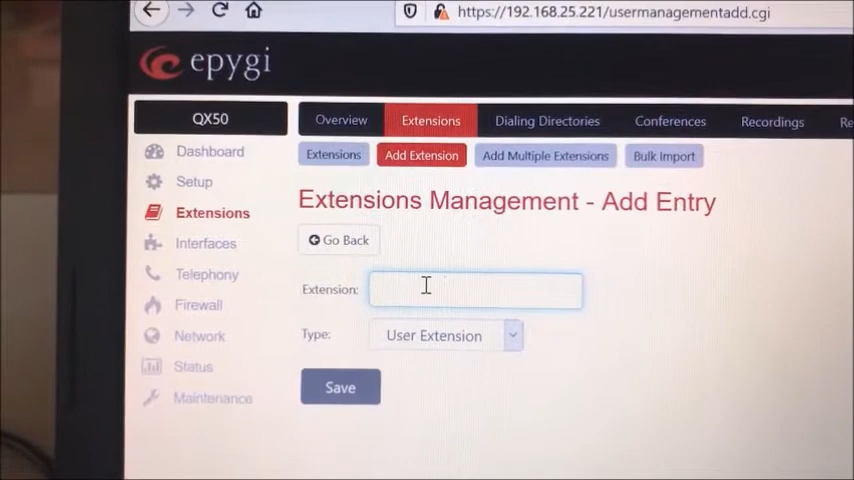 https://192.168.25.221/usermanagementadd.cgi
epygi
QX50
Overview
Extensions
Dialing Directories
Conferences
Recordings
Re
Dashboard
Setup
Extensions
Interfaces
Telephony
Firewall
Network
Status
Maintenance
Extensions
Add Extension
Add Multiple Extensions
Bulk Import
Extensions Management - Add Entry
Go Back
Extension:
Type:
User Extension
Save